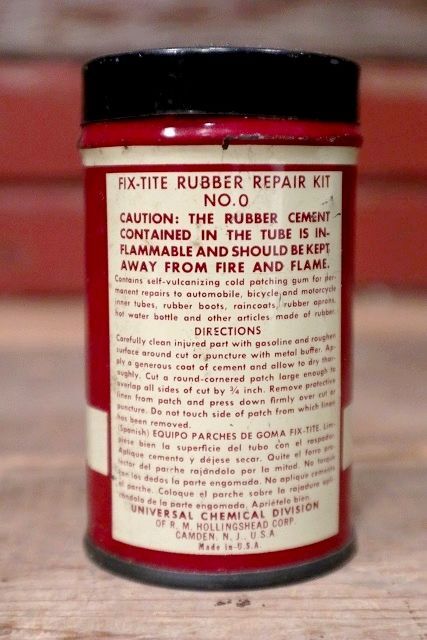 FIX-TITE RUBBER REPAIR KIT
NO.0
CAUTION: THE RUBBER CEMENT
CONTAINED IN THE TUBE IS IN-
FLAMMABLE AND SHOULD BE KEPT
AWAY FROM FIRE AND FLAME.
Contains self-vulcanizing cold patching gum for per-
manent repairs to automobile, bicycle and motorcycle
inner tubes, rubber boots, raincoats, rubber aprons,
hot water bottle and other articles made of rubber.
DIRECTIONS
Carefully clean injured part with gasoline and roughen
surface around cut or puncture with metal buffer. Ap-
ply a generous coat of cement and allow to dry thor-
oughly. Cut a round-cornered patch large enough to
overlap all sides of cut by ¾ inch. Remove protective
linen from patch and press down firmly over cut or
puncture. Do not touch side of patch from which linen
has been removed.
(Spanish) EQUIPO PARCHES DE GOMA FIX-TITE. Lim-
piese bien la superficie del tubo con el raspador.
Aplique cemento y déjese secar. Quite el forro pro-
tector del parche rajándolo por la mitad. No toque
con los dedos la parte engomada. No aplique cemento
al parche. Coloque el parche sobre la rajadura apli-
cándolo de la parte engomada. Apriételo bien.
UNIVERSAL CHEMICAL DIVISION
OF R. M. HOLLINGSHEAD CORP.
CAMDEN, N. J., U.S.A.
Made in U.S.A.